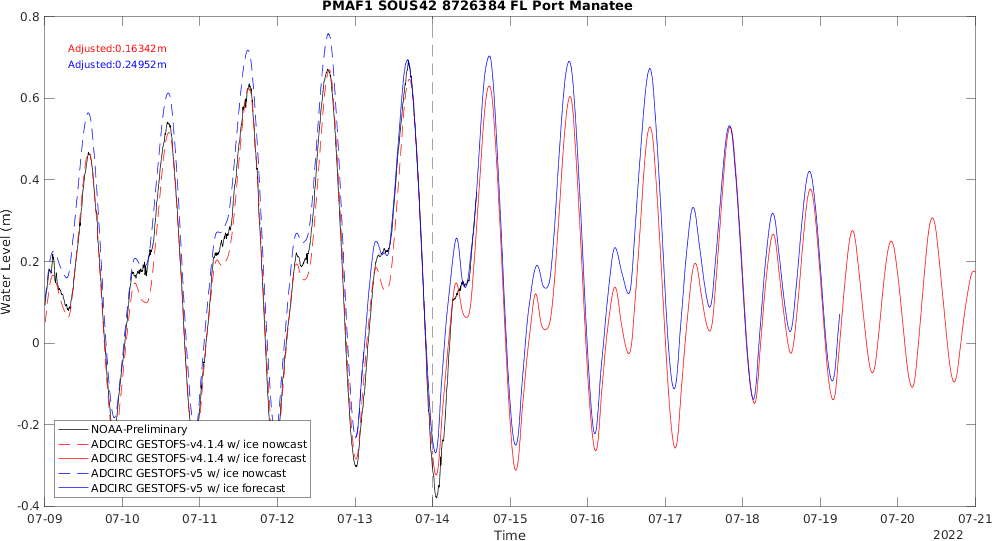 PMAF1 SOUS42 8726384 FL Port Manatee
Adjusted:0.16342m
Adjusted:0.24952m
Water Level (m)
0.8
0.6
0.4
0.2
0
-0.2
-0.4
NOAA-Preliminary
ADCIRC GESTOFS-v4.1.4 w/ ice nowcast
ADCIRC GESTOFS-v4.1.4 w/ ice forecast
ADCIRC GESTOFS-v5 w/ ice nowcast
ADCIRC GESTOFS-v5 w/ ice forecast
07-09 07-10 07-11 07-12 07-13 07-14 07-15 07-16 07-17 07-18 07-19 07-20 07-21
Time
2022